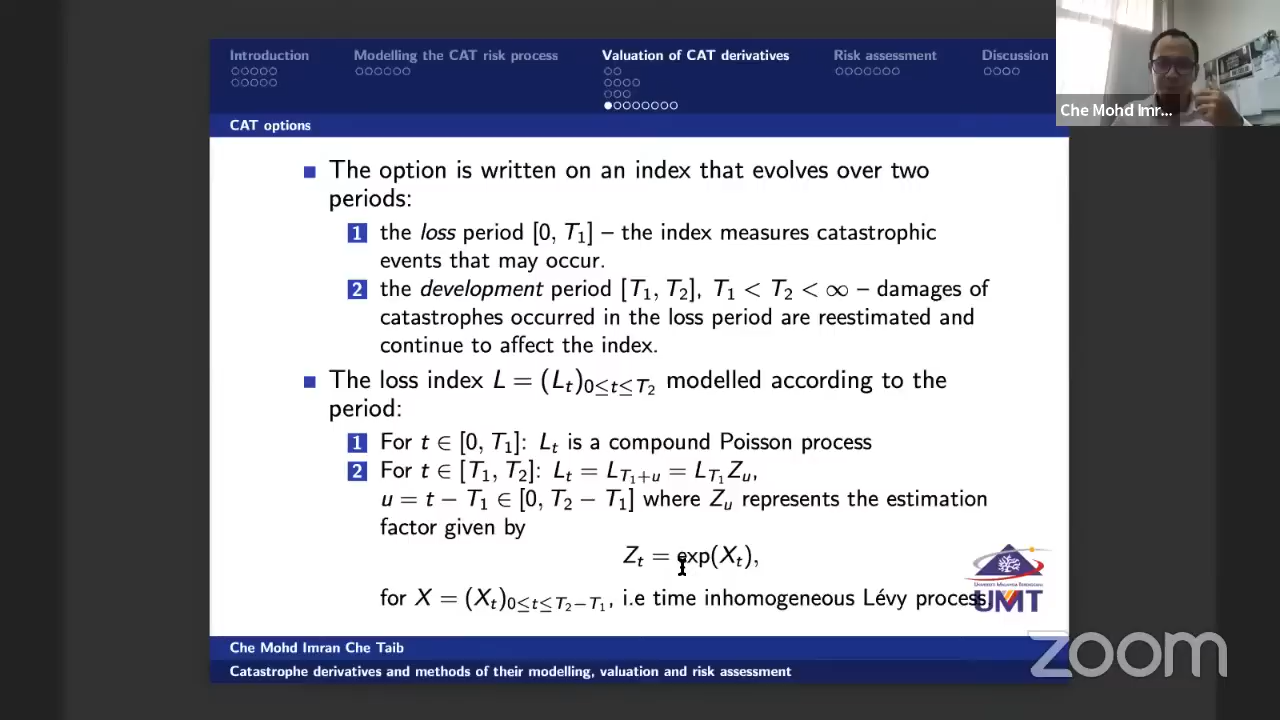 Introduction Modelling the CAT risk process Valuation of CAT derivatives Risk assessment Discussion
Che Mohd Imr...
CAT options
The option is written on an index that evolves over two
periods:
1 the loss period [0, T₁] – the index measures catastrophic
events that may occur.
2 the development period [T₁, T₂], T₁ < T₂ < ∞ – damages of
catastrophes occurred in the loss period are reestimated and
continue to affect the index.
The loss index L = (Lₜ)₀≤ₜ≤T₂ modelled according to the
period:
1 For t ∈ [0, T₁]: Lₜ is a compound Poisson process
2 For t ∈ [T₁, T₂]: Lₜ = L_{T₁+u} = L_{T₁}Z_u,
u = t − T₁ ∈ [0, T₂ − T₁] where Z_u represents the estimation
factor given by
Zₜ = exp(Xₜ),
for X = (Xₜ)₀≤ₜ≤T₂−T₁, i.e time inhomogeneous Lévy process.
UMT
Che Mohd Imran Che Taib
Catastrophe derivatives and methods of their modelling, valuation and risk assessment
zoom